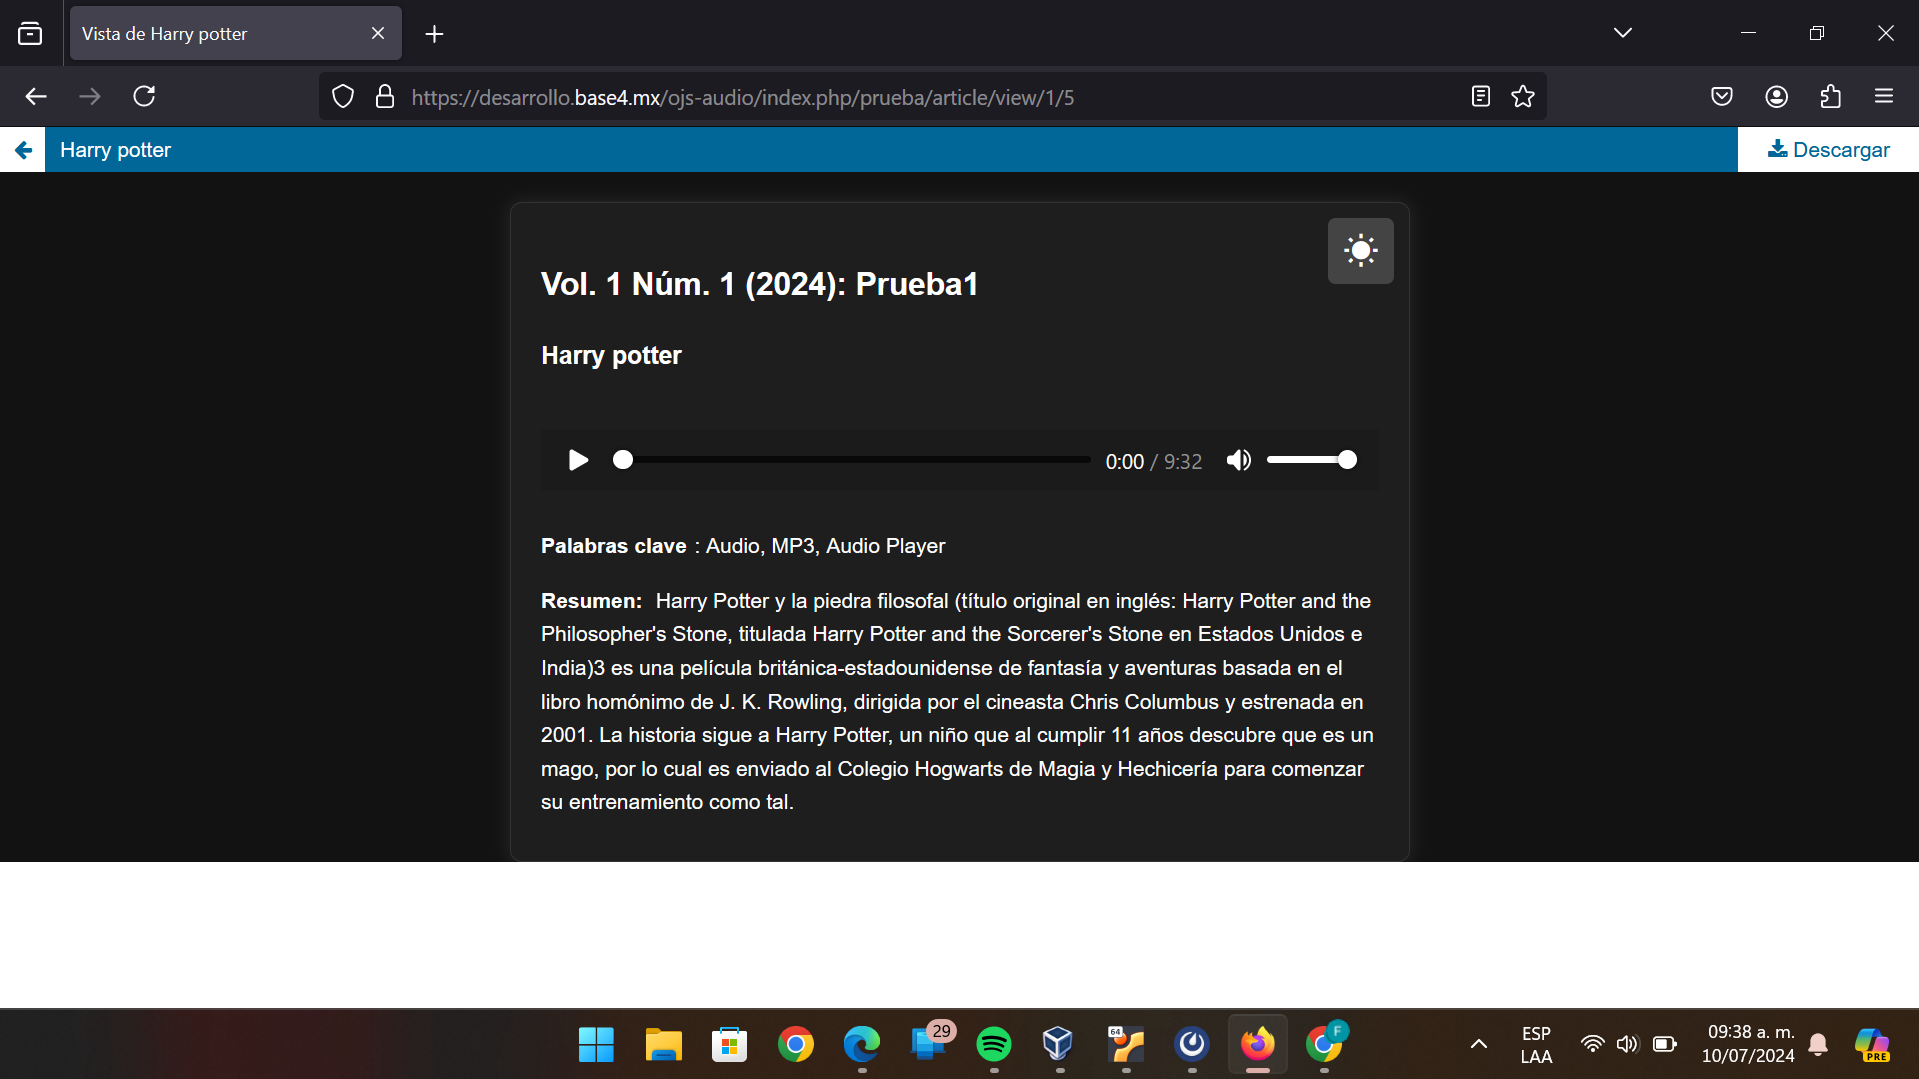 Vista de Harry potter
https://desarrollo.base4.mx/ojs-audio/index.php/prueba/article/view/1/5
Harry potter
Descargar
Vol. 1 Núm. 1 (2024): Prueba1
Harry potter
0:00 / 9:32
Palabras clave : Audio, MP3, Audio Player
Resumen: Harry Potter y la piedra filosofal (título original en inglés: Harry Potter and the
Philosopher's Stone, titulada Harry Potter and the Sorcerer's Stone en Estados Unidos e
India)3 es una película británica-estadounidense de fantasía y aventuras basada en el
libro homónimo de J. K. Rowling, dirigida por el cineasta Chris Columbus y estrenada en
2001. La historia sigue a Harry Potter, un niño que al cumplir 11 años descubre que es un
mago, por lo cual es enviado al Colegio Hogwarts de Magia y Hechicería para comenzar
su entrenamiento como tal.
29
64
F
ESP
LAA
09:38 a. m.
10/07/2024
PRE